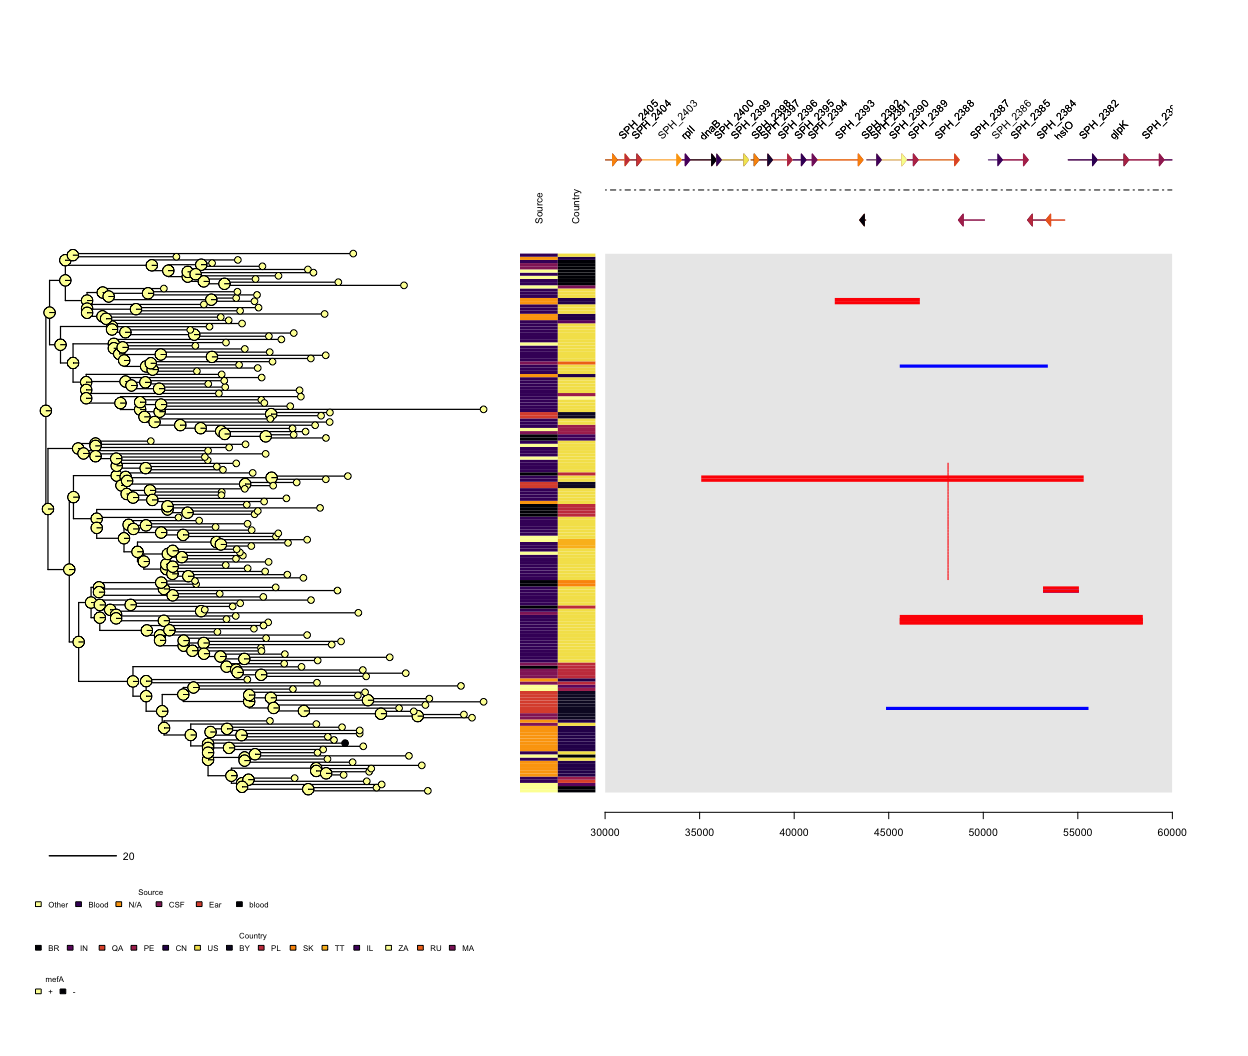 SPH_2405 SPH_2404 SPH_2403 pil dnaB SPH_2400 SPH_2399 SPH_2398 SPH_2397 SPH_2396 SPH_2395 SPH_2394 SPH_2393 SPH_2392 SPH_2391 SPH_2390 SPH_2389 SPH_2388 SPH_2387 SPH_2386 SPH_2385 SPH_2384 hslO SPH_2382 glpK
Source Country
30000 35000 40000 45000 50000 55000 60000
20
Source
Other Blood N/A CSF Ear blood
Country
BR IN QA PE CN US BY PL SK TT IL ZA RU MA
mefA
+ -